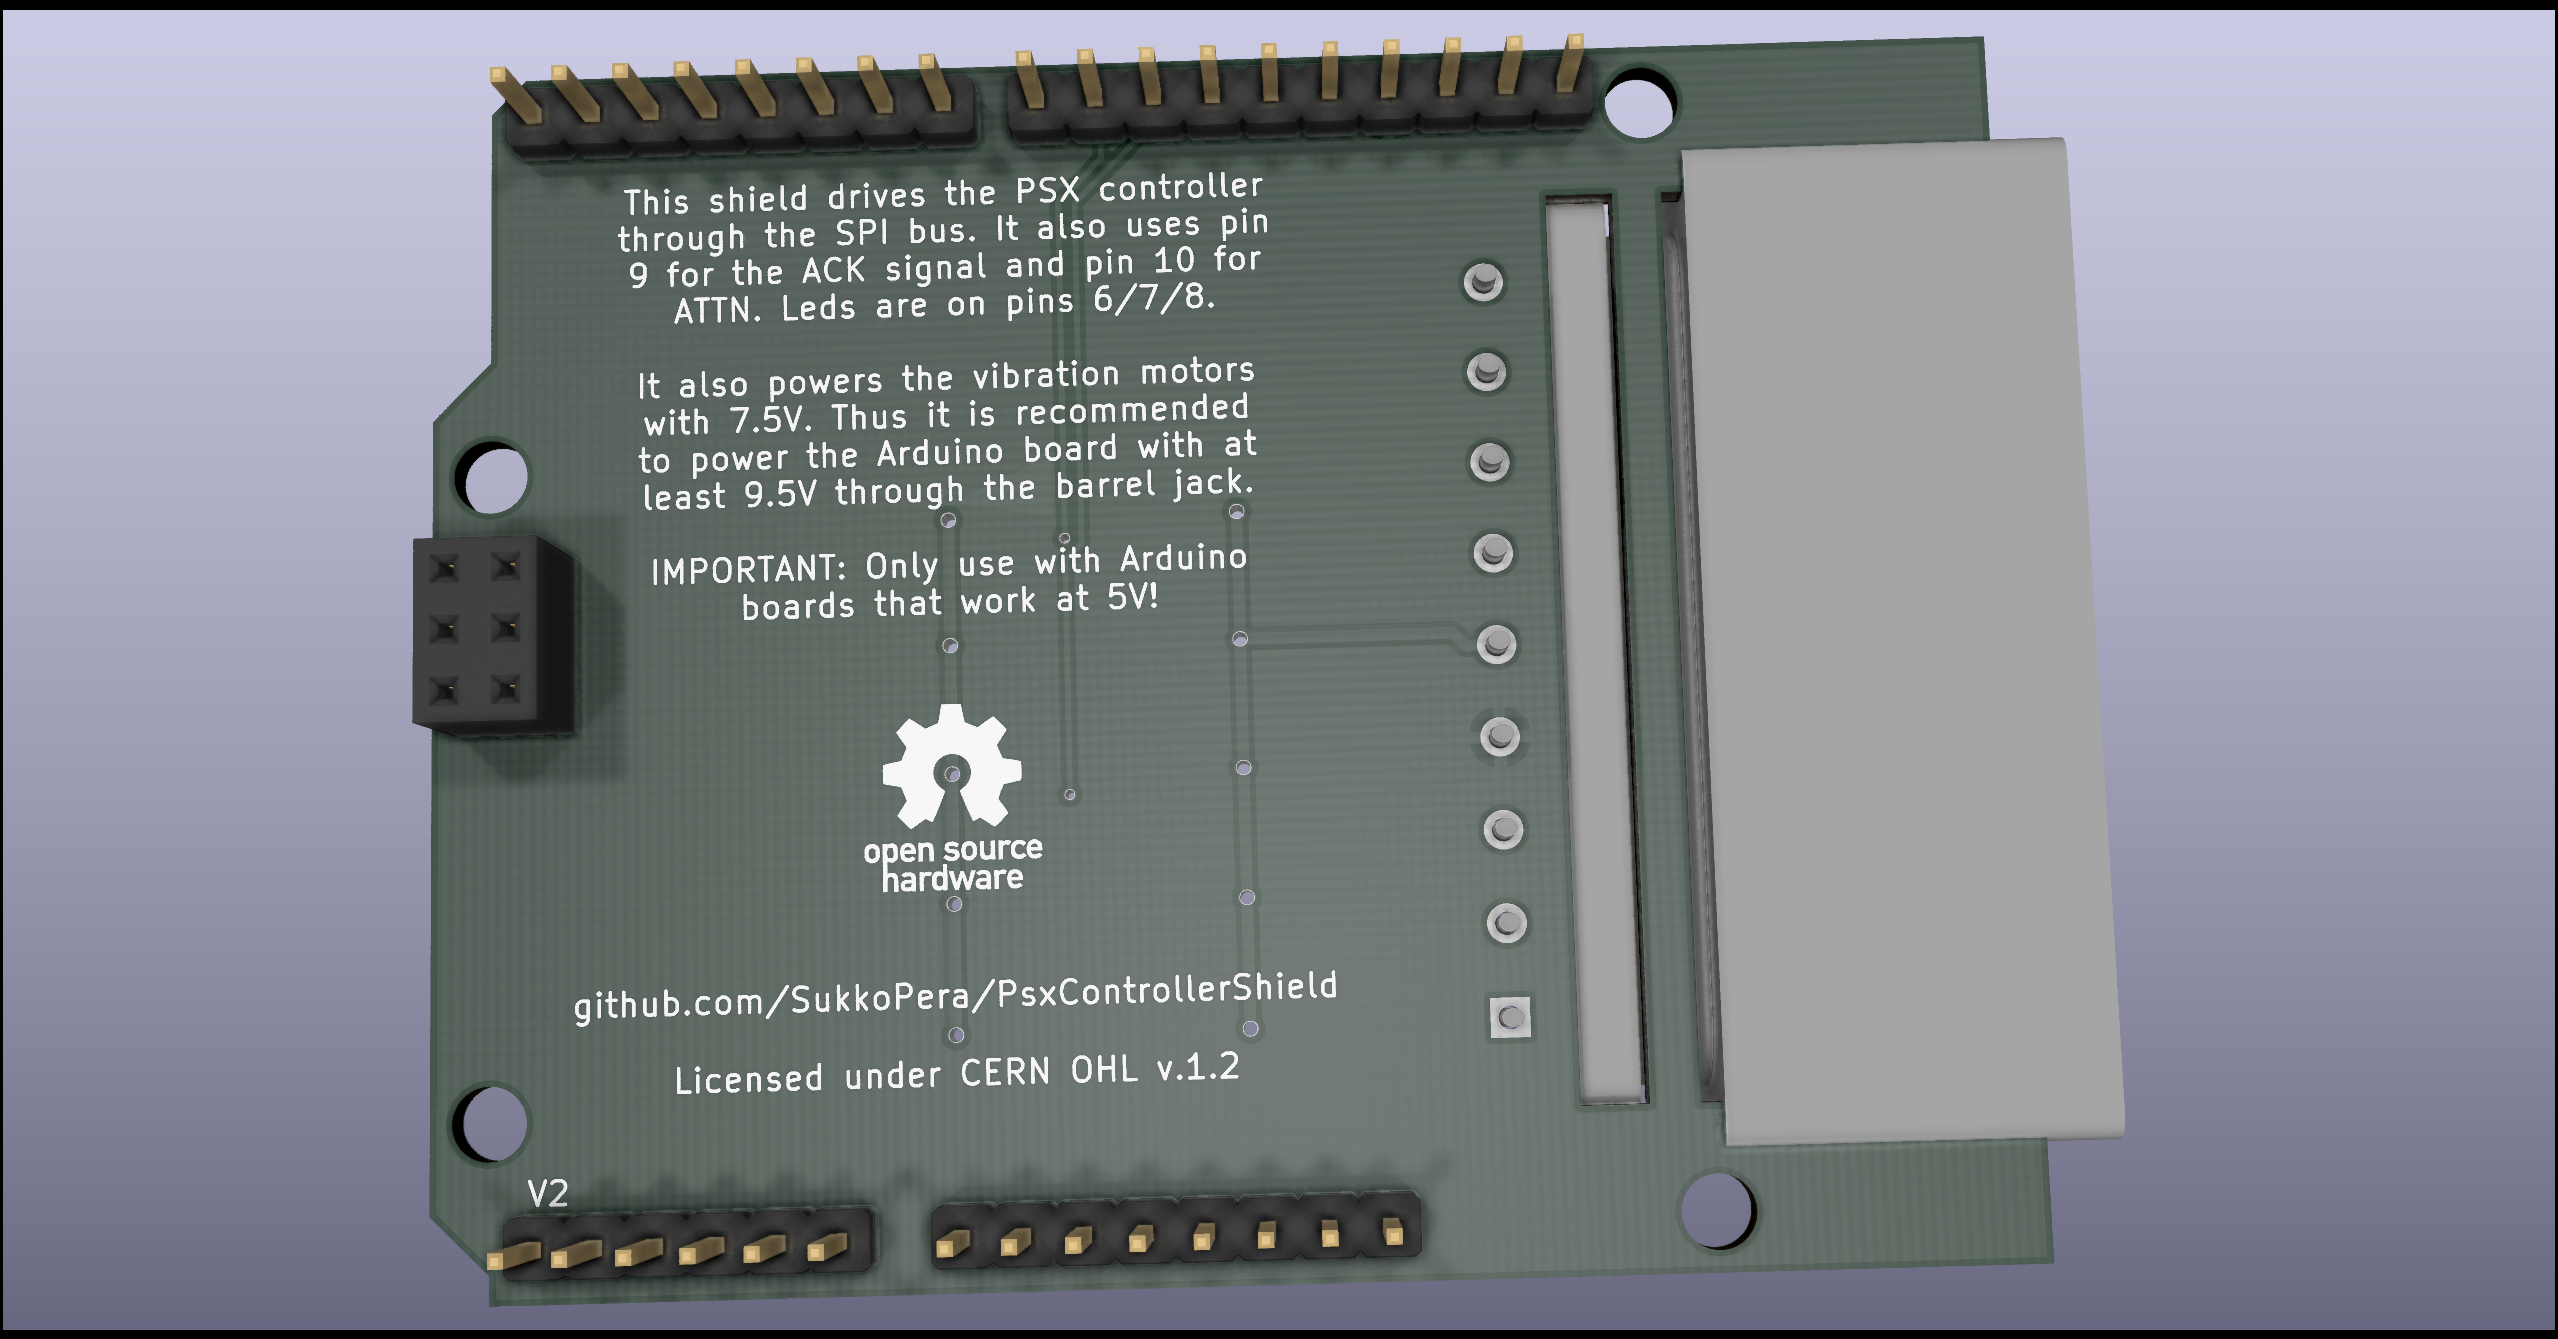 This shield drives the PSX controller
through the SPI bus. It also uses pin
9 for the ACK signal and pin 10 for
ATTN. Leds are on pins 6/7/8.
It also powers the vibration motors
with 7.5V. Thus it is recommended
to power the Arduino board with at
least 9.5V through the barrel jack.
IMPORTANT: Only use with Arduino
boards that work at 5V!
open source
hardware
github.com/SukkoPera/PsxControllerShield
Licensed under CERN OHL v.1.2
V2